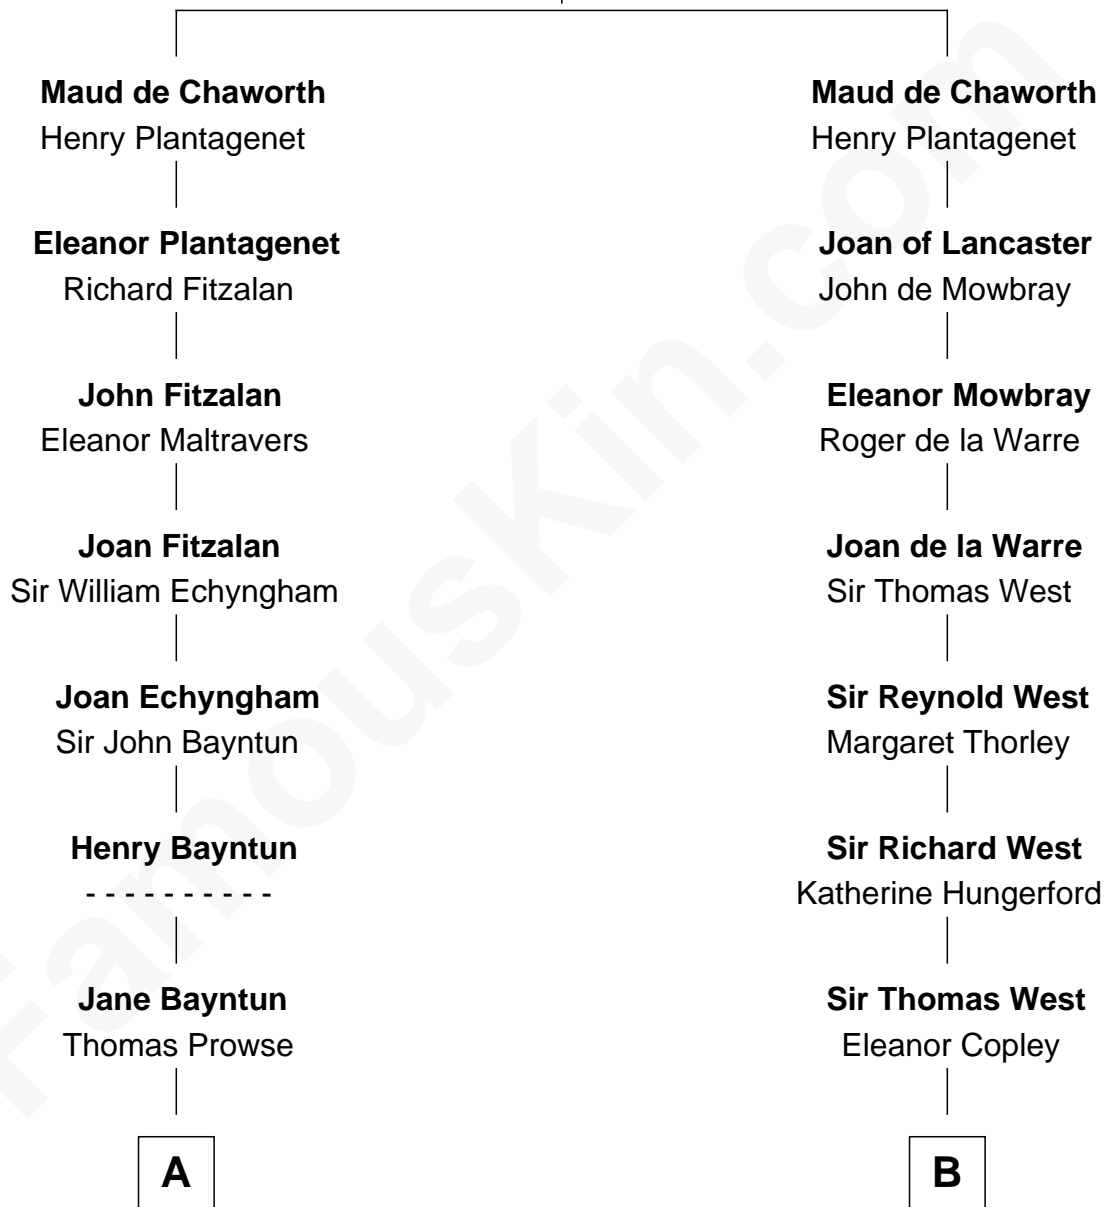 Maud de Chaworth
Henry Plantagenet
Eleanor Plantagenet
Richard Fitzalan
John Fitzalan
Eleanor Maltravers
Joan Fitzalan
Sir William Echyngham
Joan Echyngham
Sir John Bayntun
Henry Bayntun
- - - - - - - - - -
Jane Bayntun
Thomas Prowse
A
Maud de Chaworth
Henry Plantagenet
Joan of Lancaster
John de Mowbray
Eleanor Mowbray
Roger de la Warre
Joan de la Warre
Sir Thomas West
Sir Reynold West
Margaret Thorley
Sir Richard West
Katherine Hungerford
Sir Thomas West
Eleanor Copley
B
FamousKin.com